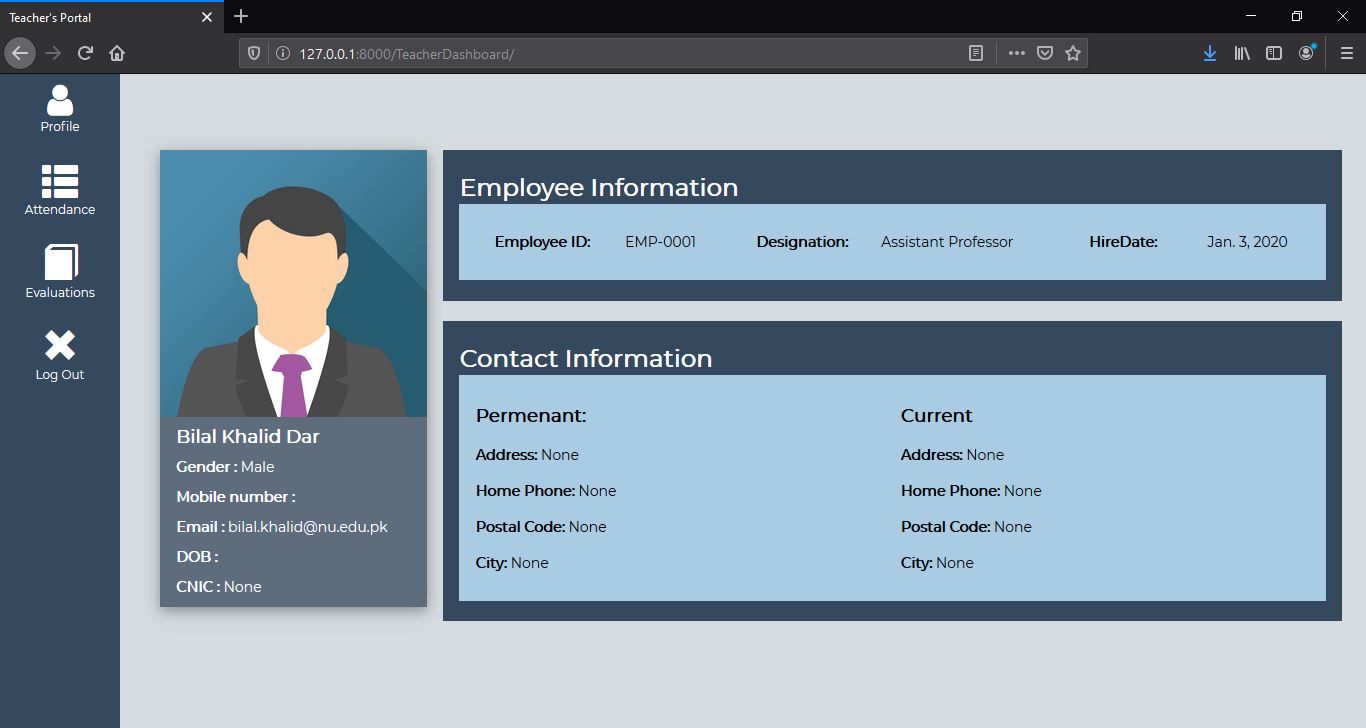 Teacher's Portal
127.0.0.1:8000/TeacherDashboard/
Profile
Attendance
Evaluations
Log Out
Bilal Khalid Dar
Gender : Male
Mobile number :
Email : bilal.khalid@nu.edu.pk
DOB :
CNIC : None
Employee Information
Employee ID: EMP-0001 Designation: Assistant Professor HireDate: Jan. 3, 2020
Contact Information
Permenant:
Address: None
Home Phone: None
Postal Code: None
City: None
Current
Address: None
Home Phone: None
Postal Code: None
City: None